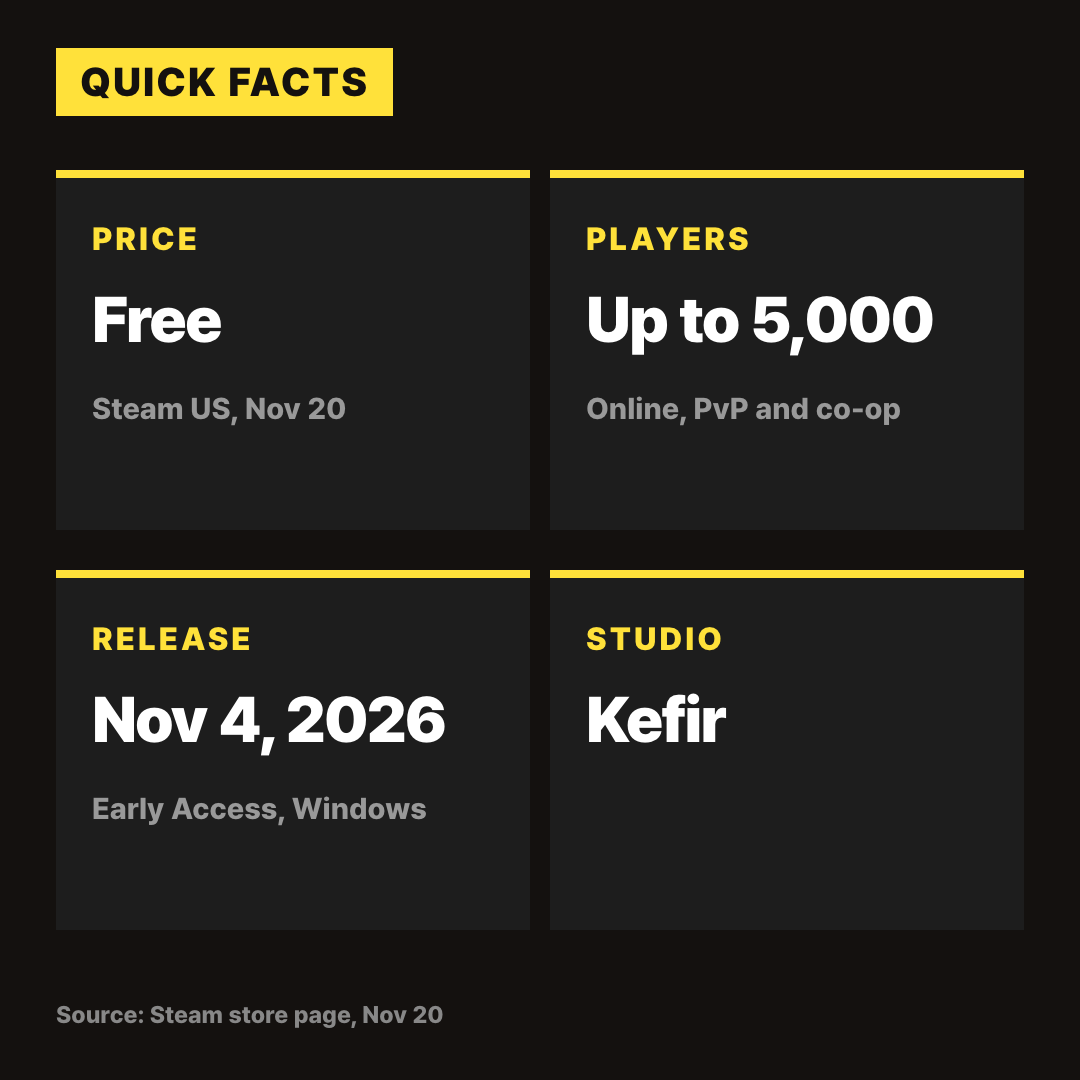 QUICK FACTS
PRICE
Free
Steam US, Nov 20
PLAYERS
Up to 5,000
Online, PvP and co-op
RELEASE
Nov 4, 2026
Early Access, Windows
STUDIO
Kefir
Source: Steam store page, Nov 20